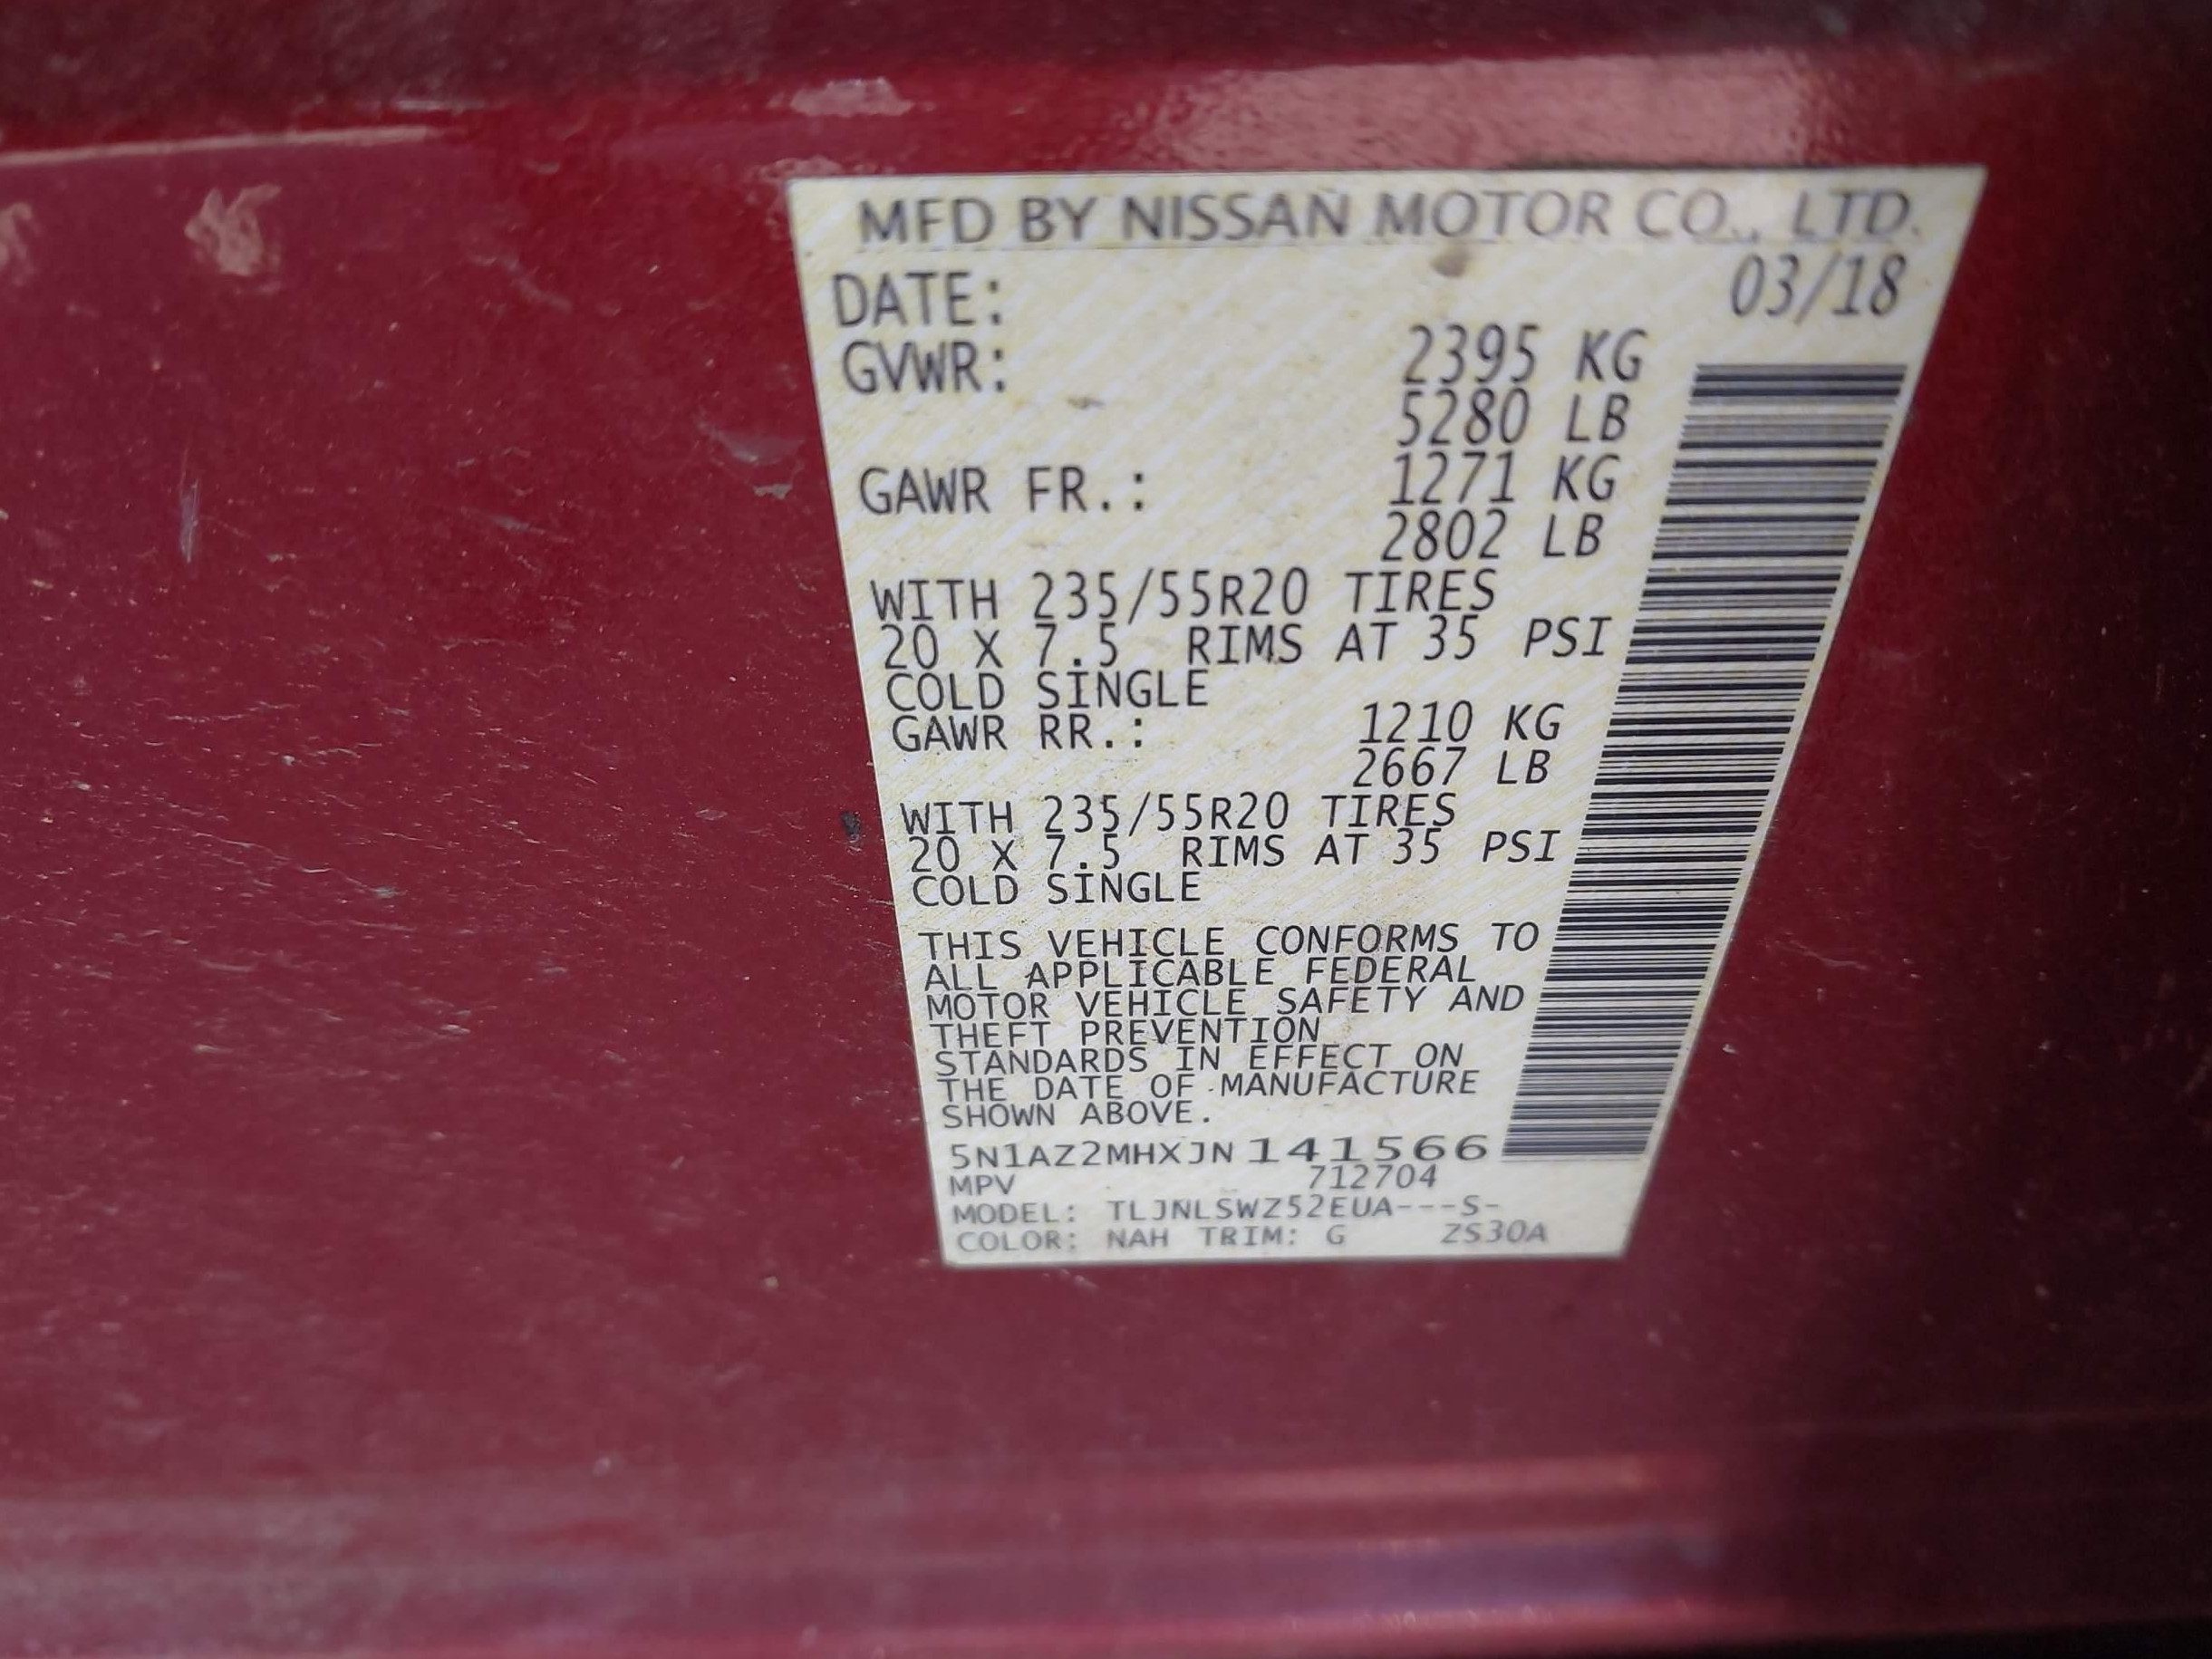 MFD BY NISSAN MOTOR CO., LTD.
DATE: 03/18
GVWR: 2395 KG
5280 LB
GAWR FR.: 1271 KG
2802 LB
WITH 235/55R20 TIRES
20 X 7.5 RIMS AT 35 PSI
COLD SINGLE
GAWR RR.: 1210 KG
2667 LB
WITH 235/55R20 TIRES
20 X 7.5 RIMS AT 35 PSI
COLD SINGLE
THIS VEHICLE CONFORMS TO
ALL APPLICABLE FEDERAL
MOTOR VEHICLE SAFETY AND
THEFT PREVENTION
STANDARDS IN EFFECT ON
THE DATE OF MANUFACTURE
SHOWN ABOVE.
5N1AZ2MHXJN141566
MPV 712704
MODEL: TLJNLSWZ52EUA---S-
COLOR: NAH TRIM: G ZS30A